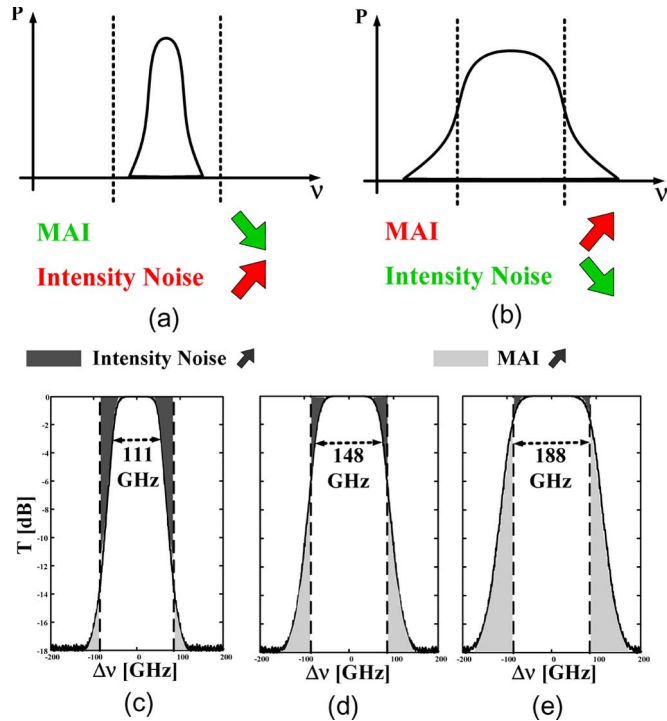 P
ν
MAI
Intensity Noise
(a)
P
ν
MAI
Intensity Noise
(b)
Intensity Noise
MAI
T [dB]
0
-2
-4
-6
-8
-10
-12
-14
-16
-18
111
GHz
-200 -100 0 100 200
Δν [GHz]
(c)
148
GHz
-200 -100 0 100 200
Δν [GHz]
(d)
188
GHz
-200 -100 0 100 200
Δν [GHz]
(e)